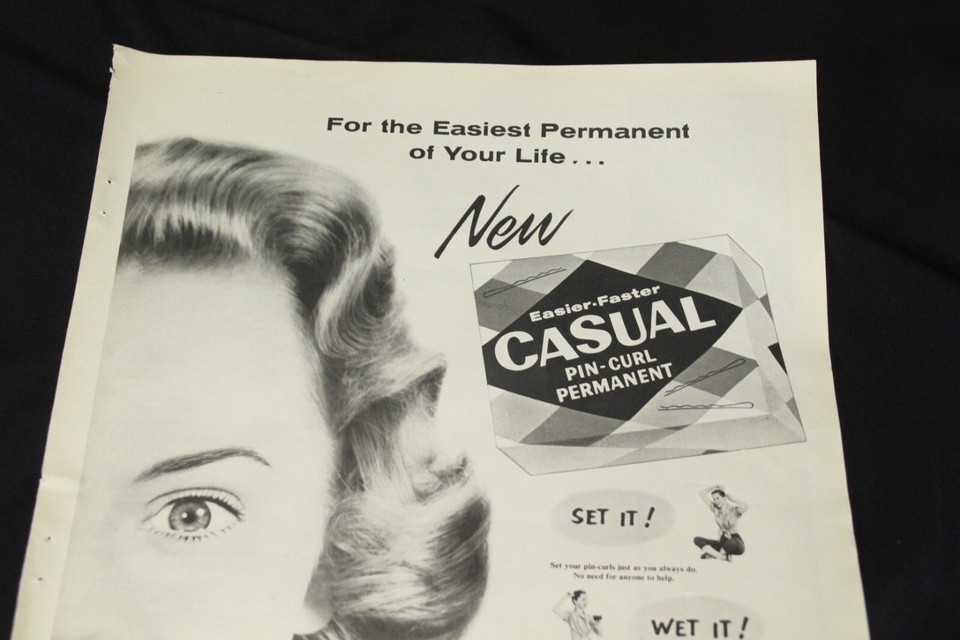 For the Easiest Permanent
of Your Life...
New
Easier-Faster
CASUAL
PIN-CURL
PERMANENT
SET IT!
Set your pin-curls just as you always do.
No need for anyone to help.
WET IT!